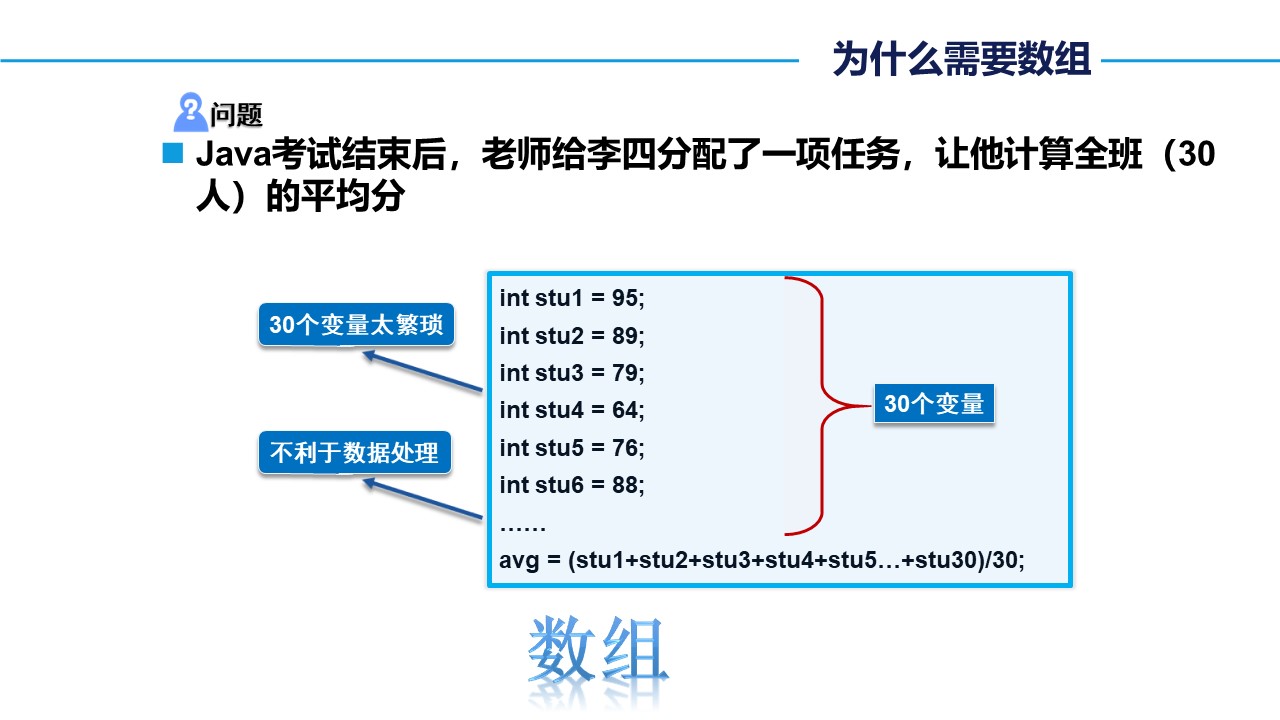 为什么需要数组
问题
Java考试结束后，老师给李四分配了一项任务，让他计算全班（30
人）的平均分
30个变量太繁琐
不利于数据处理
int stu1 = 95;
int stu2 = 89;
int stu3 = 79;
int stu4 = 64;
int stu5 = 76;
int stu6 = 88;
……
avg = (stu1+stu2+stu3+stu4+stu5…+stu30)/30;
30个变量
数组